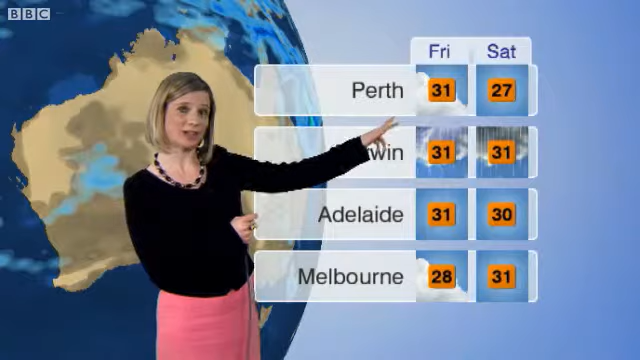 BBC
Fri Sat
Perth 31 27
win 31 31
Adelaide 31 30
Melbourne 28 31